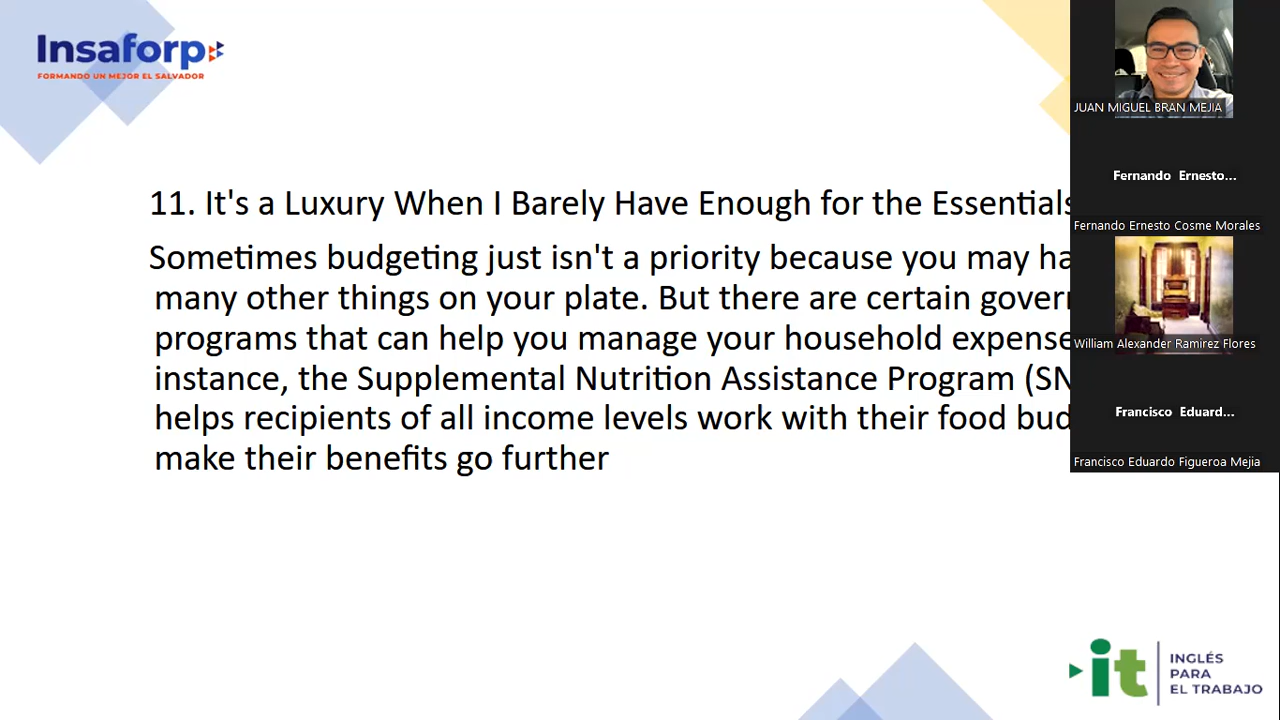 Insaforp
FORMANDO UN MEJOR EL SALVADOR
11. It's a Luxury When I Barely Have Enough for the Essentials
Sometimes budgeting just isn't a priority because you may ha
many other things on your plate. But there are certain govern
programs that can help you manage your household expense
instance, the Supplemental Nutrition Assistance Program (SN
helps recipients of all income levels work with their food bud
make their benefits go further
JUAN MIGUEL BRAN MEJIA
Fernando Ernesto...
Fernando Ernesto Cosme Morales
William Alexander Ramirez Flores
Francisco Eduard...
Francisco Eduardo Figueroa Mejia
it
INGLÉS
PARA
EL TRABAJO